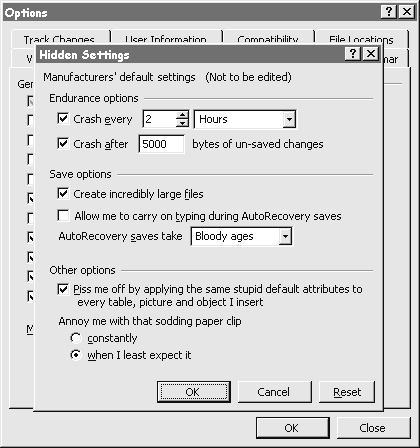 Options
Track Changes User Information Compatibility File Locations
Hidden Settings
Manufacturers' default settings (Not to be edited)
Endurance options
Crash every 2 Hours
Crash after 5000 bytes of un-saved changes
Save options
Create incredibly large files
Allow me to carry on typing during AutoRecovery saves
AutoRecovery saves take Bloody ages
Other options
Piss me off by applying the same stupid default attributes to
every table, picture and object I insert
Annoy me with that sodding paper clip
constantly
when I least expect it
OK Cancel Reset
OK Close